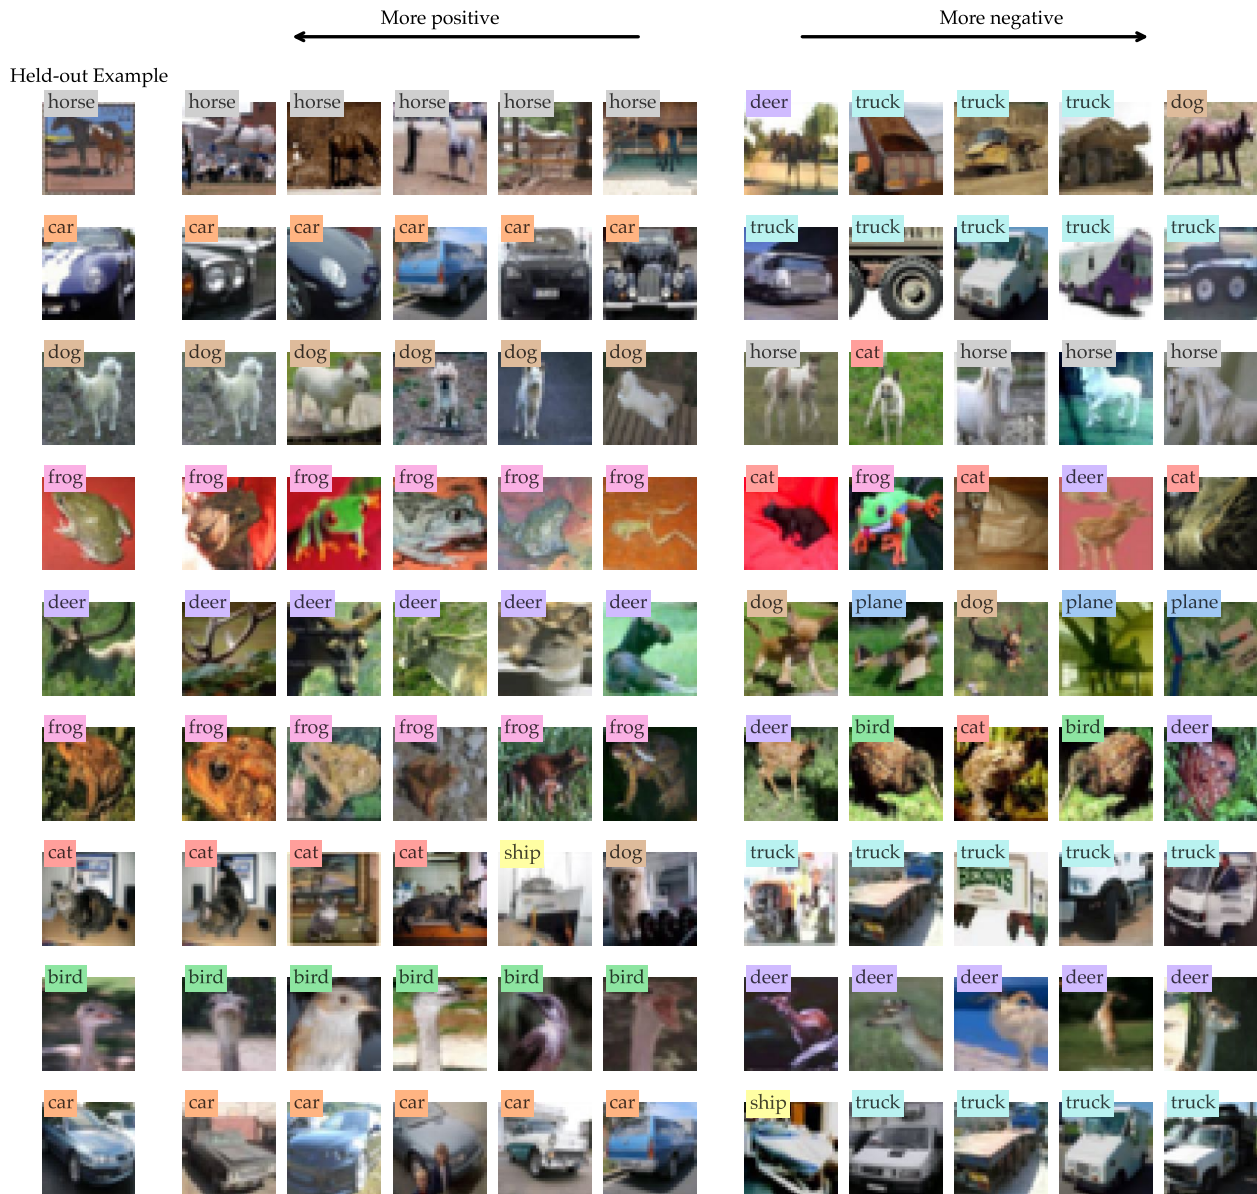 More positive More negative
Held-out Example
horse horse horse horse horse horse deer truck truck truck dog
car car car car car car truck truck truck truck truck
dog dog dog dog dog dog horse cat horse horse horse
frog frog frog frog frog frog cat frog cat deer cat
deer deer deer deer deer deer dog plane dog plane plane
frog frog frog frog frog frog deer bird cat bird deer
cat cat cat cat ship dog truck truck truck truck truck
BEKINS
bird bird bird bird bird bird deer deer deer deer deer
car car car car car car ship truck truck truck truck